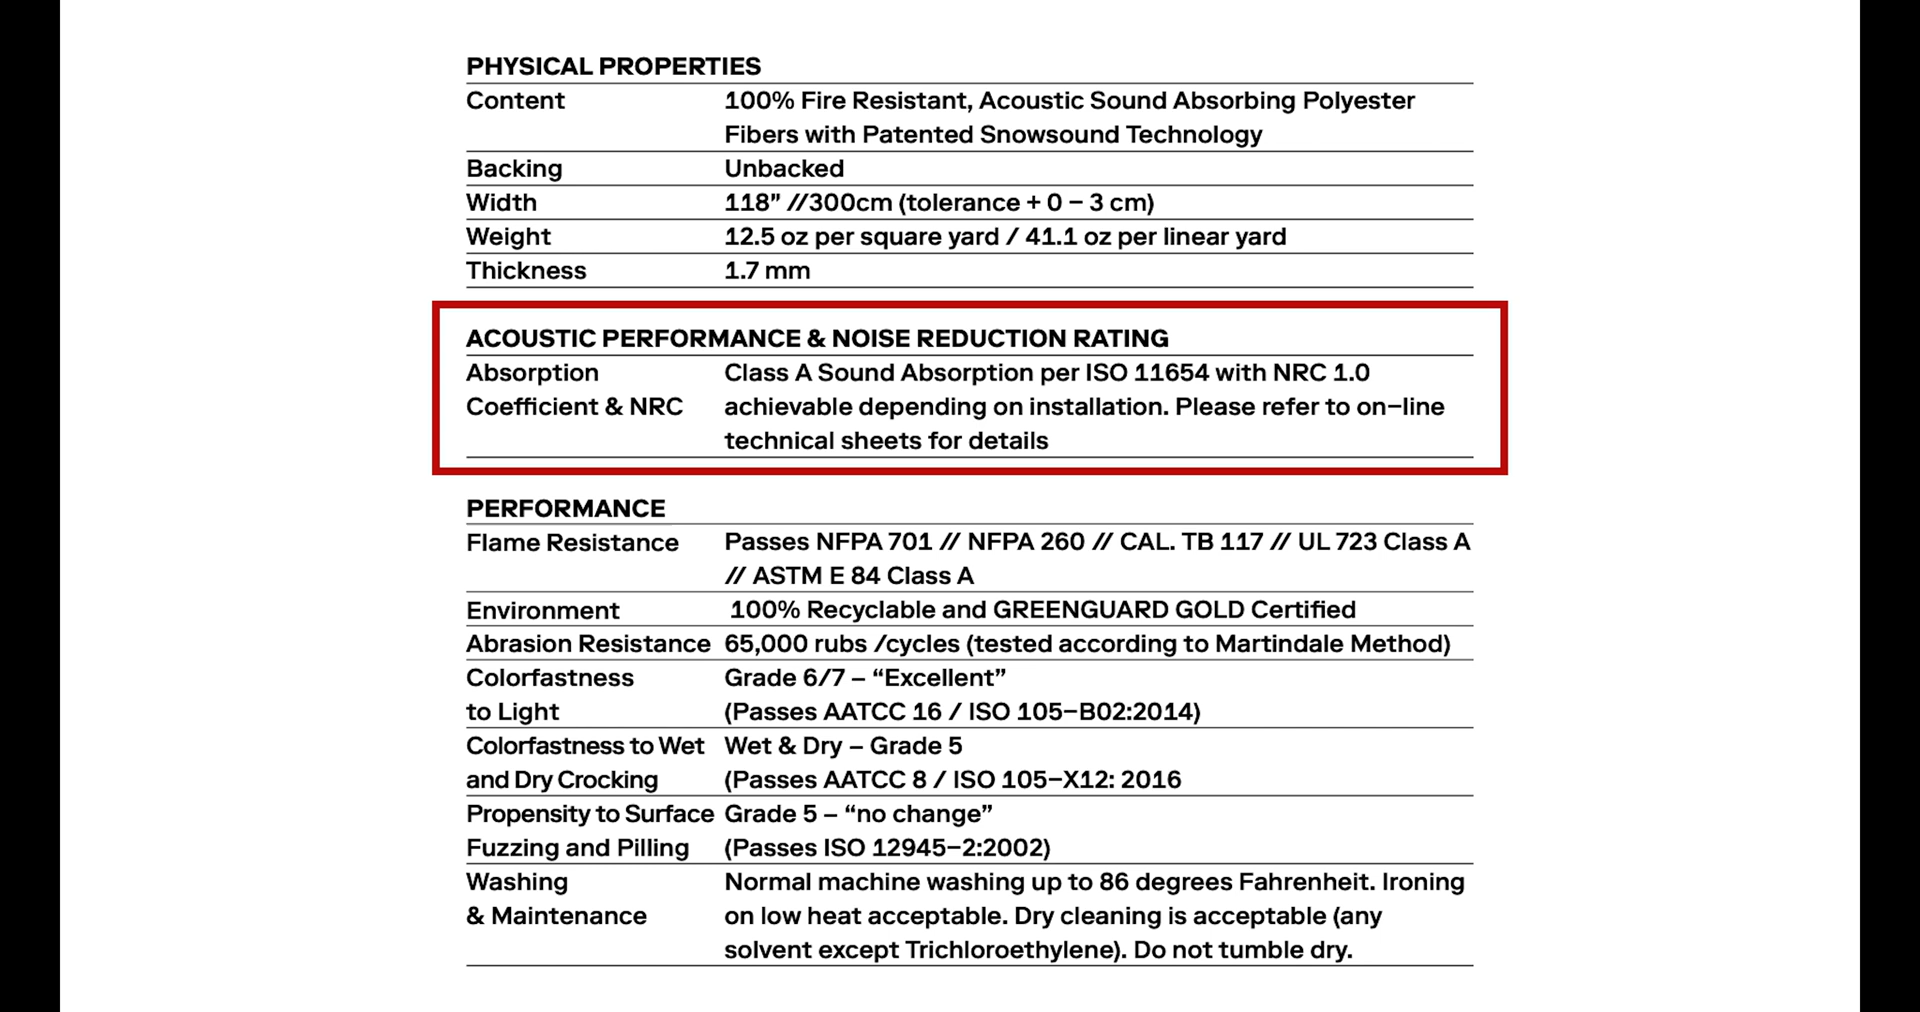 PHYSICAL PROPERTIES
Content 100% Fire Resistant, Acoustic Sound Absorbing Polyester
Fibers with Patented Snowsound Technology
Backing Unbacked
Width 118” //300cm (tolerance + 0 – 3 cm)
Weight 12.5 oz per square yard / 41.1 oz per linear yard
Thickness 1.7 mm
ACOUSTIC PERFORMANCE & NOISE REDUCTION RATING
Absorption Class A Sound Absorption per ISO 11654 with NRC 1.0
Coefficient & NRC achievable depending on installation. Please refer to on–line
technical sheets for details
PERFORMANCE
Flame Resistance Passes NFPA 701 // NFPA 260 // CAL. TB 117 // UL 723 Class A
// ASTM E 84 Class A
Environment 100% Recyclable and GREENGUARD GOLD Certified
Abrasion Resistance 65,000 rubs /cycles (tested according to Martindale Method)
Colorfastness Grade 6/7 – “Excellent”
to Light (Passes AATCC 16 / ISO 105–B02:2014)
Colorfastness to Wet Wet & Dry – Grade 5
and Dry Crocking (Passes AATCC 8 / ISO 105–X12: 2016
Propensity to Surface Grade 5 – “no change”
Fuzzing and Pilling (Passes ISO 12945–2:2002)
Washing Normal machine washing up to 86 degrees Fahrenheit. Ironing
& Maintenance on low heat acceptable. Dry cleaning is acceptable (any
solvent except Trichloroethylene). Do not tumble dry.